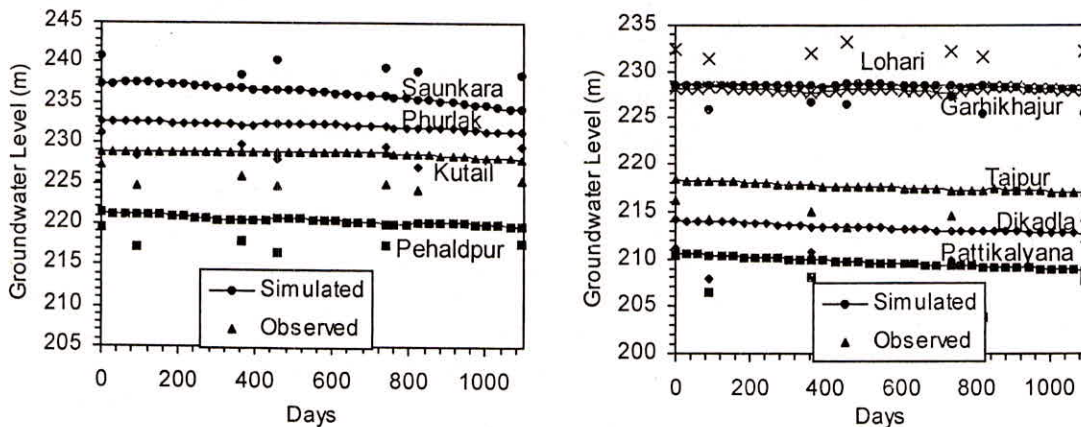 Groundwater Level (m)
245
240
235
230
225
220
215
210
205
Saunkara
Phurlak
Kutail
Pehaldpur
Simulated
Observed
0 200 400 600 800 1000
Days
Groundwater Level (m)
235
230
225
220
215
210
205
200
Lohari
Garhikhajur
Taipur
Dikadla
Pattikalyana
Simulated
Observed
0 200 400 600 800 1000
Days